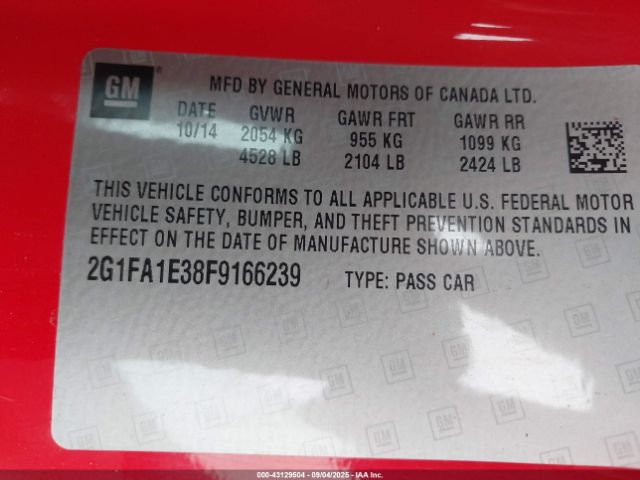 GM
MFD BY GENERAL MOTORS OF CANADA LTD.
DATE GVWR GAWR FRT GAWR RR
10/14 2054 KG 955 KG 1099 KG
4528 LB 2104 LB 2424 LB
THIS VEHICLE CONFORMS TO ALL APPLICABLE U.S. FEDERAL MOTOR
VEHICLE SAFETY, BUMPER, AND THEFT PREVENTION STANDARDS IN
EFFECT ON THE DATE OF MANUFACTURE SHOWN ABOVE.
2G1FA1E38F9166239 TYPE: PASS CAR
000-43129504 - 09/04/2025 - IAA Inc.